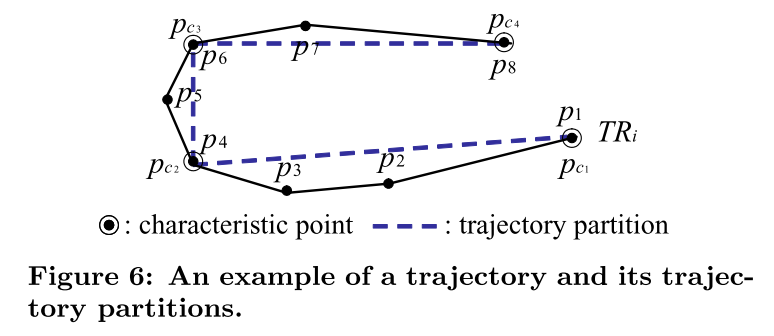 pc3
pc4
p6
p7
p8
p5
p1
TRi
p4
pc2
p3
p2
pc1
: characteristic point : trajectory partition
Figure 6: An example of a trajectory and its trajec-
tory partitions.